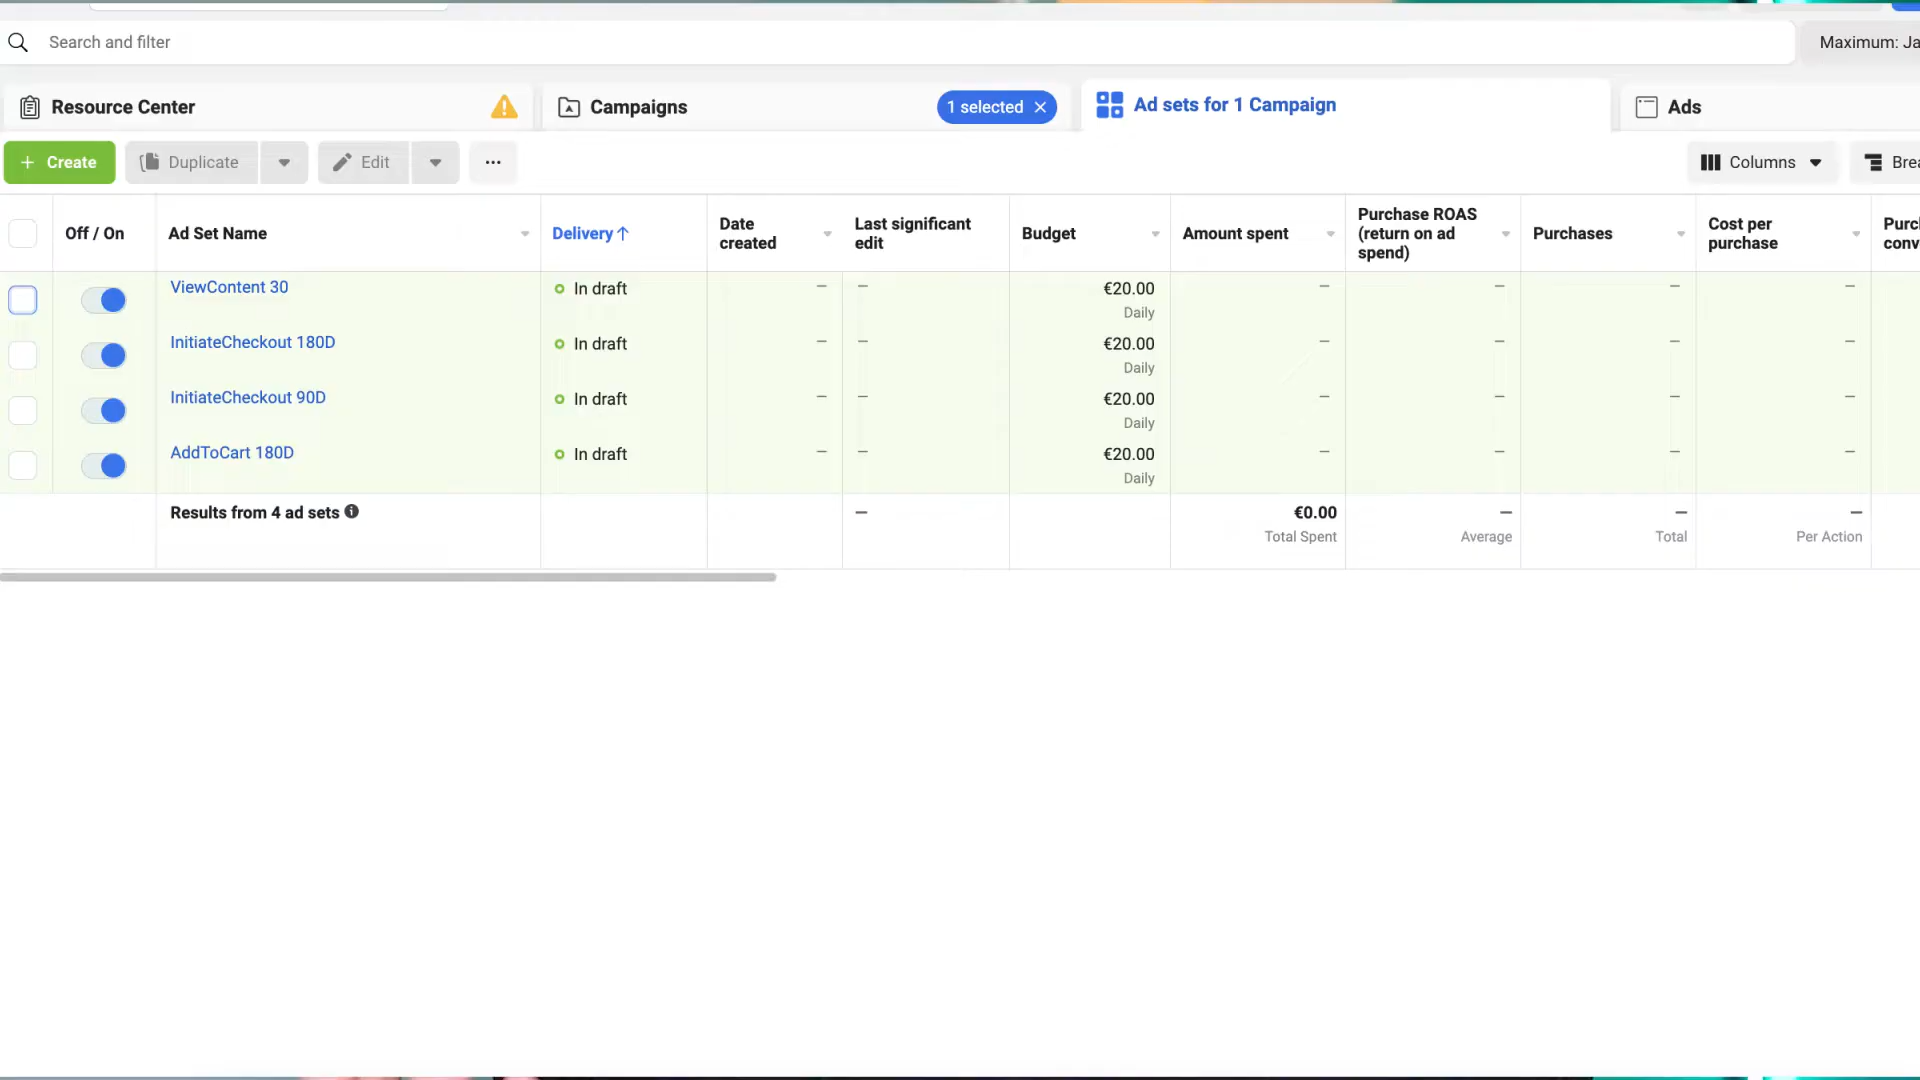 Search and filter
Maximum: Ja
Resource Center
Campaigns
1 selected
Ad sets for 1 Campaign
Ads
+ Create
Duplicate
Edit
...
Columns
Brea
Off / On
Ad Set Name
Delivery ↑
Date created
Last significant edit
Budget
Amount spent
Purchase ROAS (return on ad spend)
Purchases
Cost per purchase
Purc
conv
ViewContent 30
In draft
– – €20.00 – – – –
Daily
InitiateCheckout 180D
In draft
– – €20.00 – – – –
Daily
InitiateCheckout 90D
In draft
– – €20.00 – – – –
Daily
AddToCart 180D
In draft
– – €20.00 – – – –
Daily
Results from 4 ad sets
– €0.00 – – –
Total Spent
Average
Total
Per Action